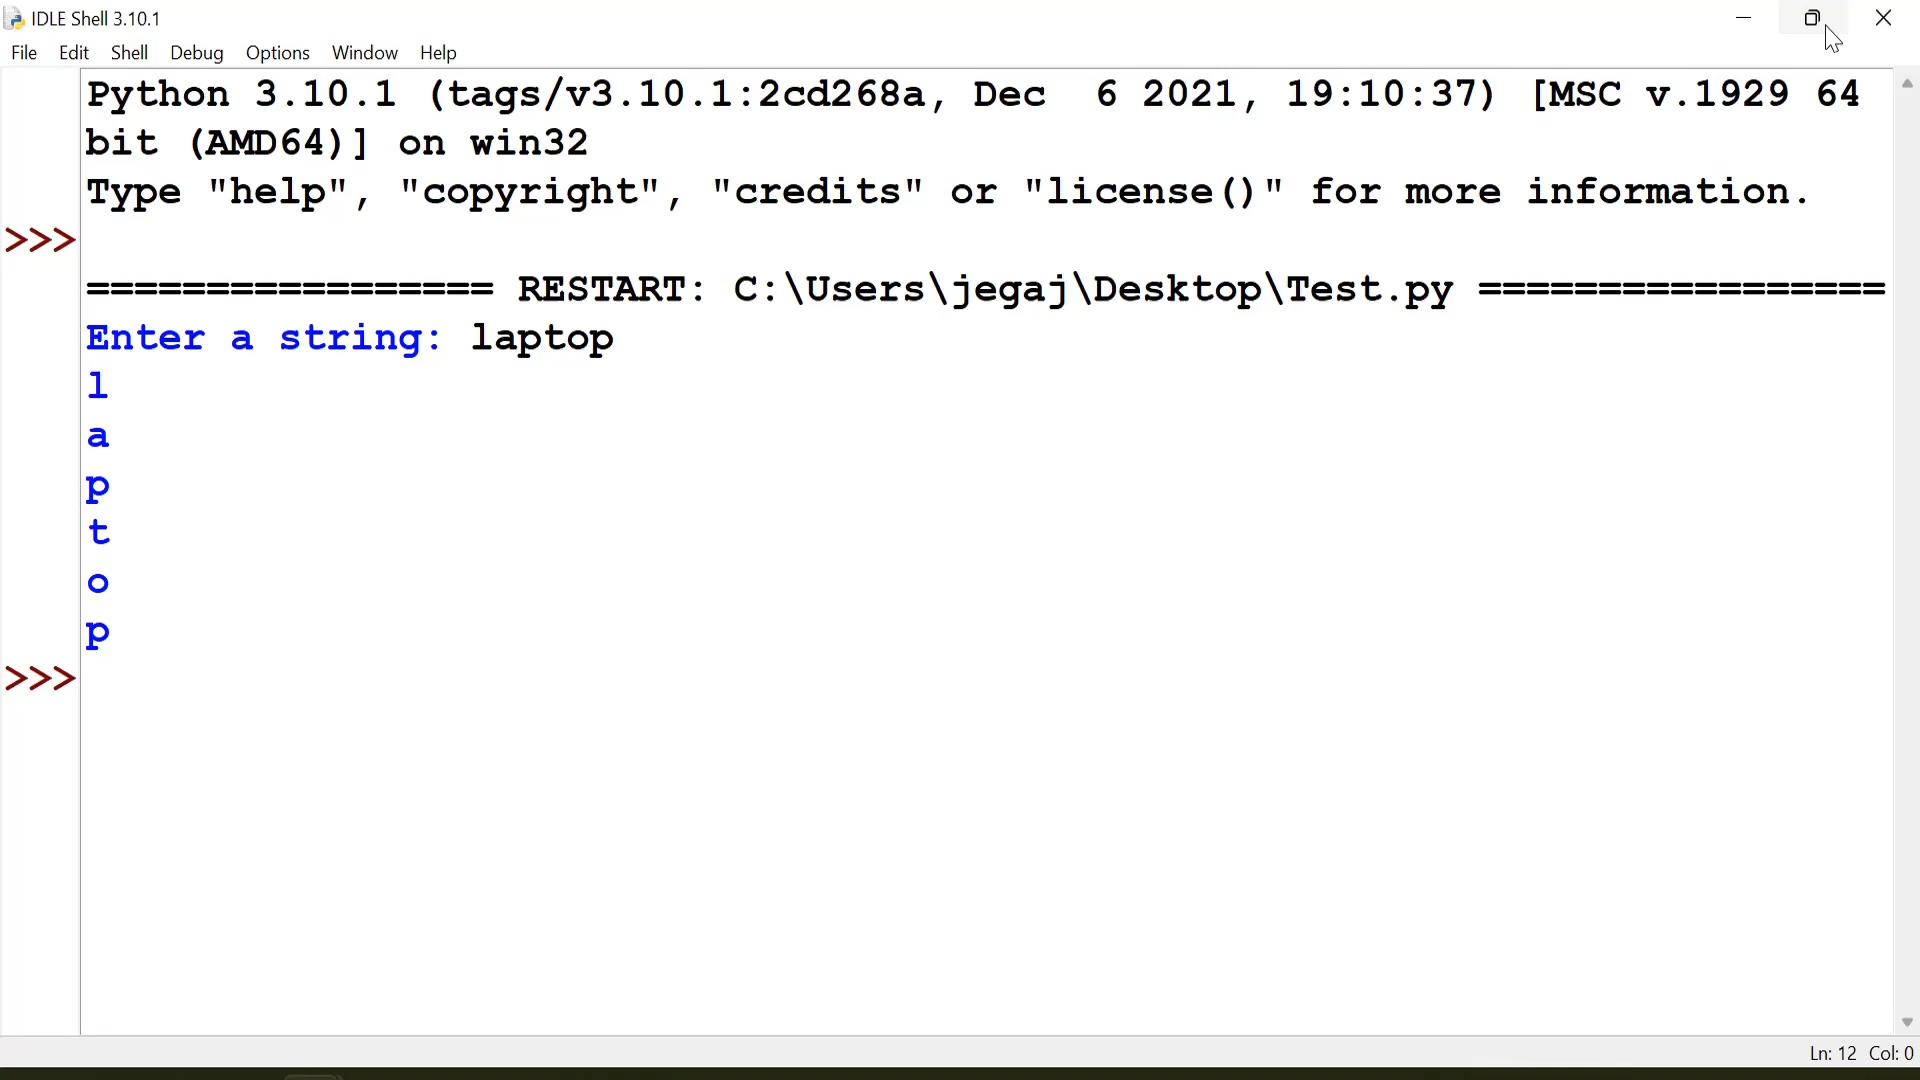 IDLE Shell 3.10.1
File Edit Shell Debug Options Window Help
Python 3.10.1 (tags/v3.10.1:2cd268a, Dec  6 2021, 19:10:37) [MSC v.1929 64
bit (AMD64)] on win32
Type "help", "copyright", "credits" or "license()" for more information.
>>>
================= RESTART: C:\Users\jegaj\Desktop\Test.py =================
Enter a string: laptop
l
a
p
t
o
p
>>>
Ln: 12 Col: 0